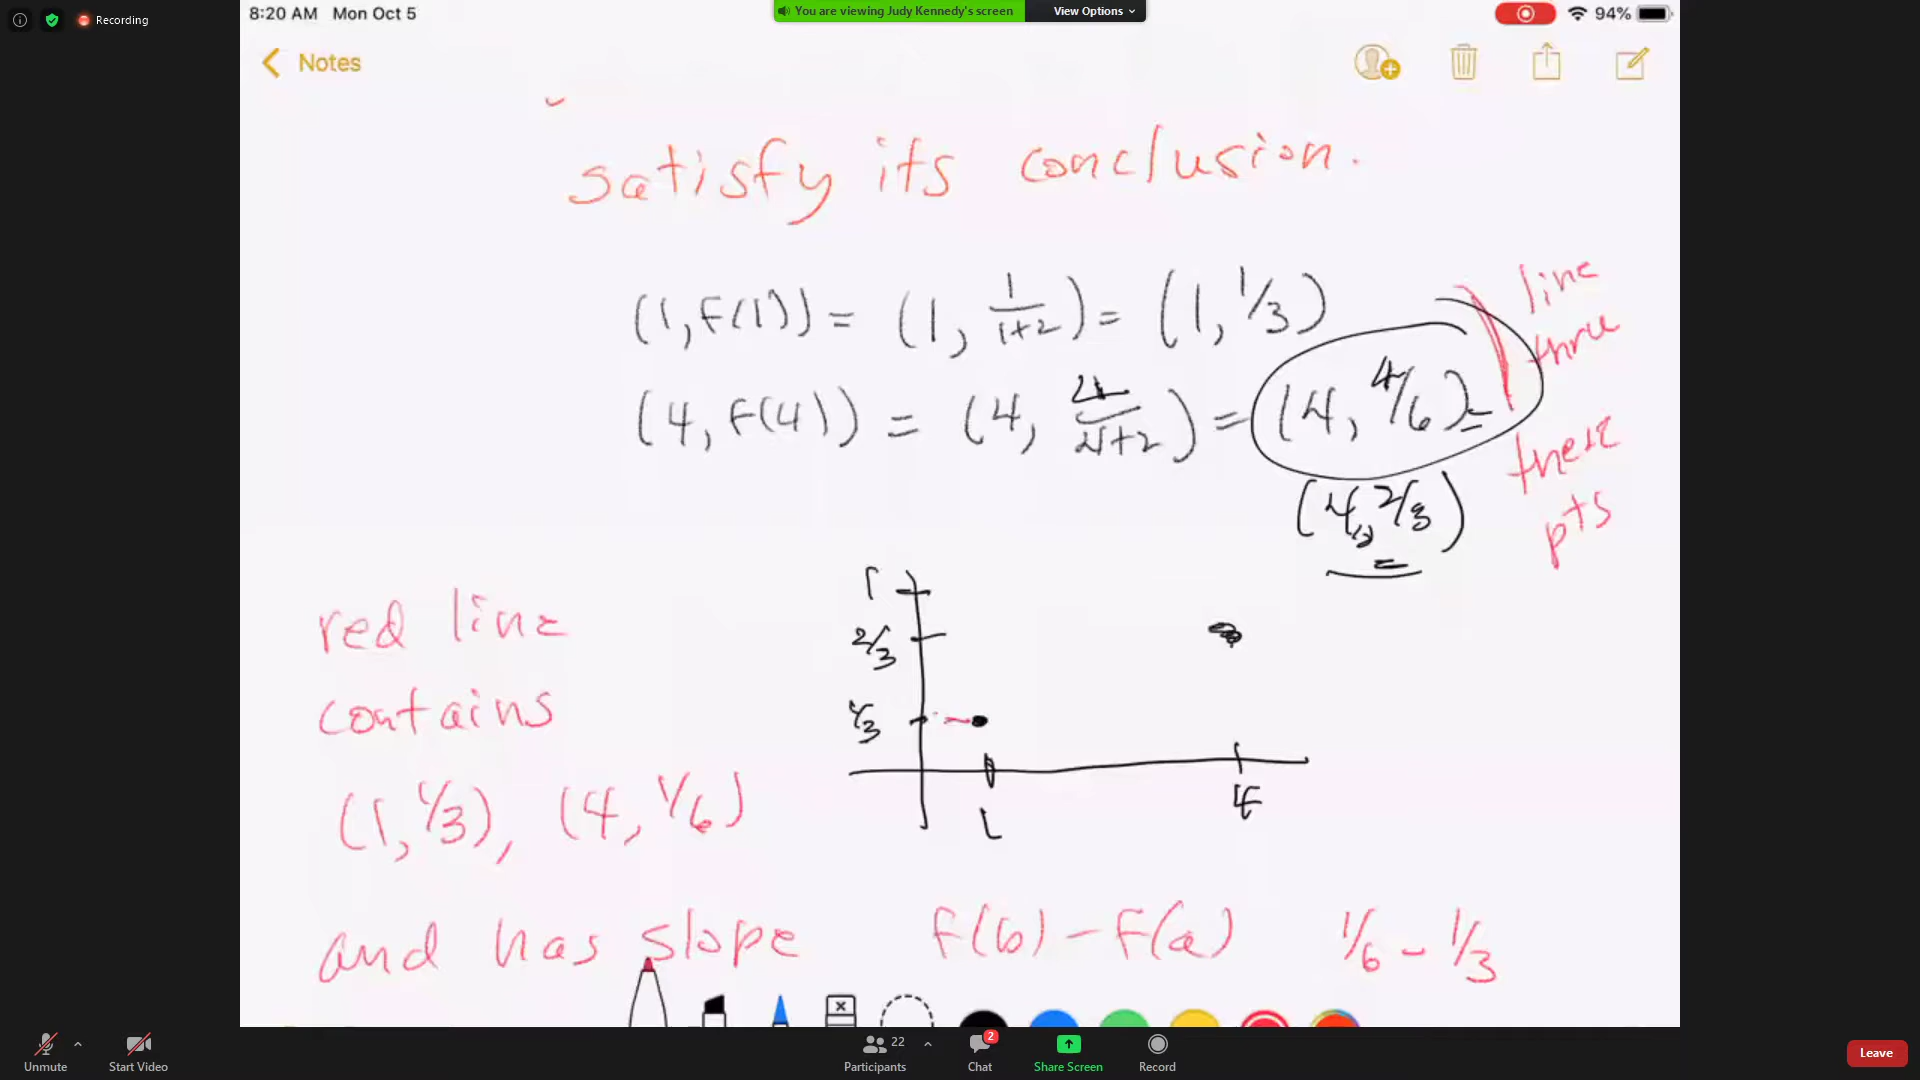 Recording
8:20 AM Mon Oct 5
You are viewing Judy Kennedy's screen
View Options
94%
Notes
satisfy its conclusion.
(1, f(1)) = (1, 1/1+2) = (1, 1/3)
(4, f(4)) = (4, 4/4+2) = (4, 4/6) =
(4, 2/3)
line
thru
these
pts
1
2/3
1/3
1
4
red line
contains
(1, 1/3), (4, 1/6)
and has slope f(b) - f(a) 1/6 - 1/3
Unmute
Start Video
22
Participants
2
Chat
Share Screen
Record
Leave